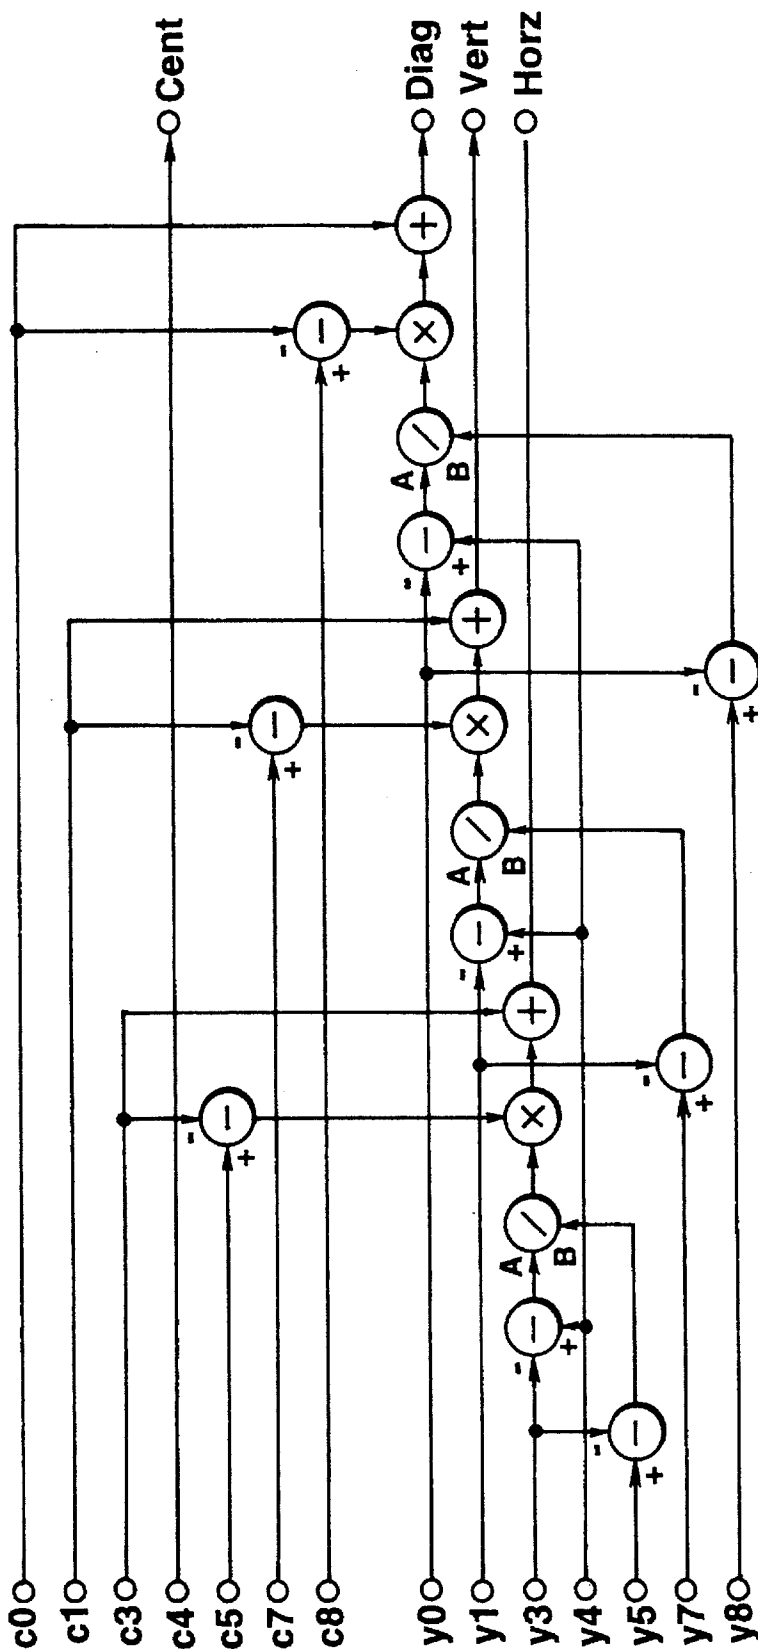 Cent
Diag
Vert
Horz
+
-
-
+
×
/
A
B
-
-
+
+
-
-
+
×
-
+
/
A
B
-
-
+
+
-
-
+
×
-
-
+
/
A
B
-
-
+
-
-
+
c0
c1
c3
c4
c5
c7
c8
y0
y1
y3
y4
y5
y7
y8